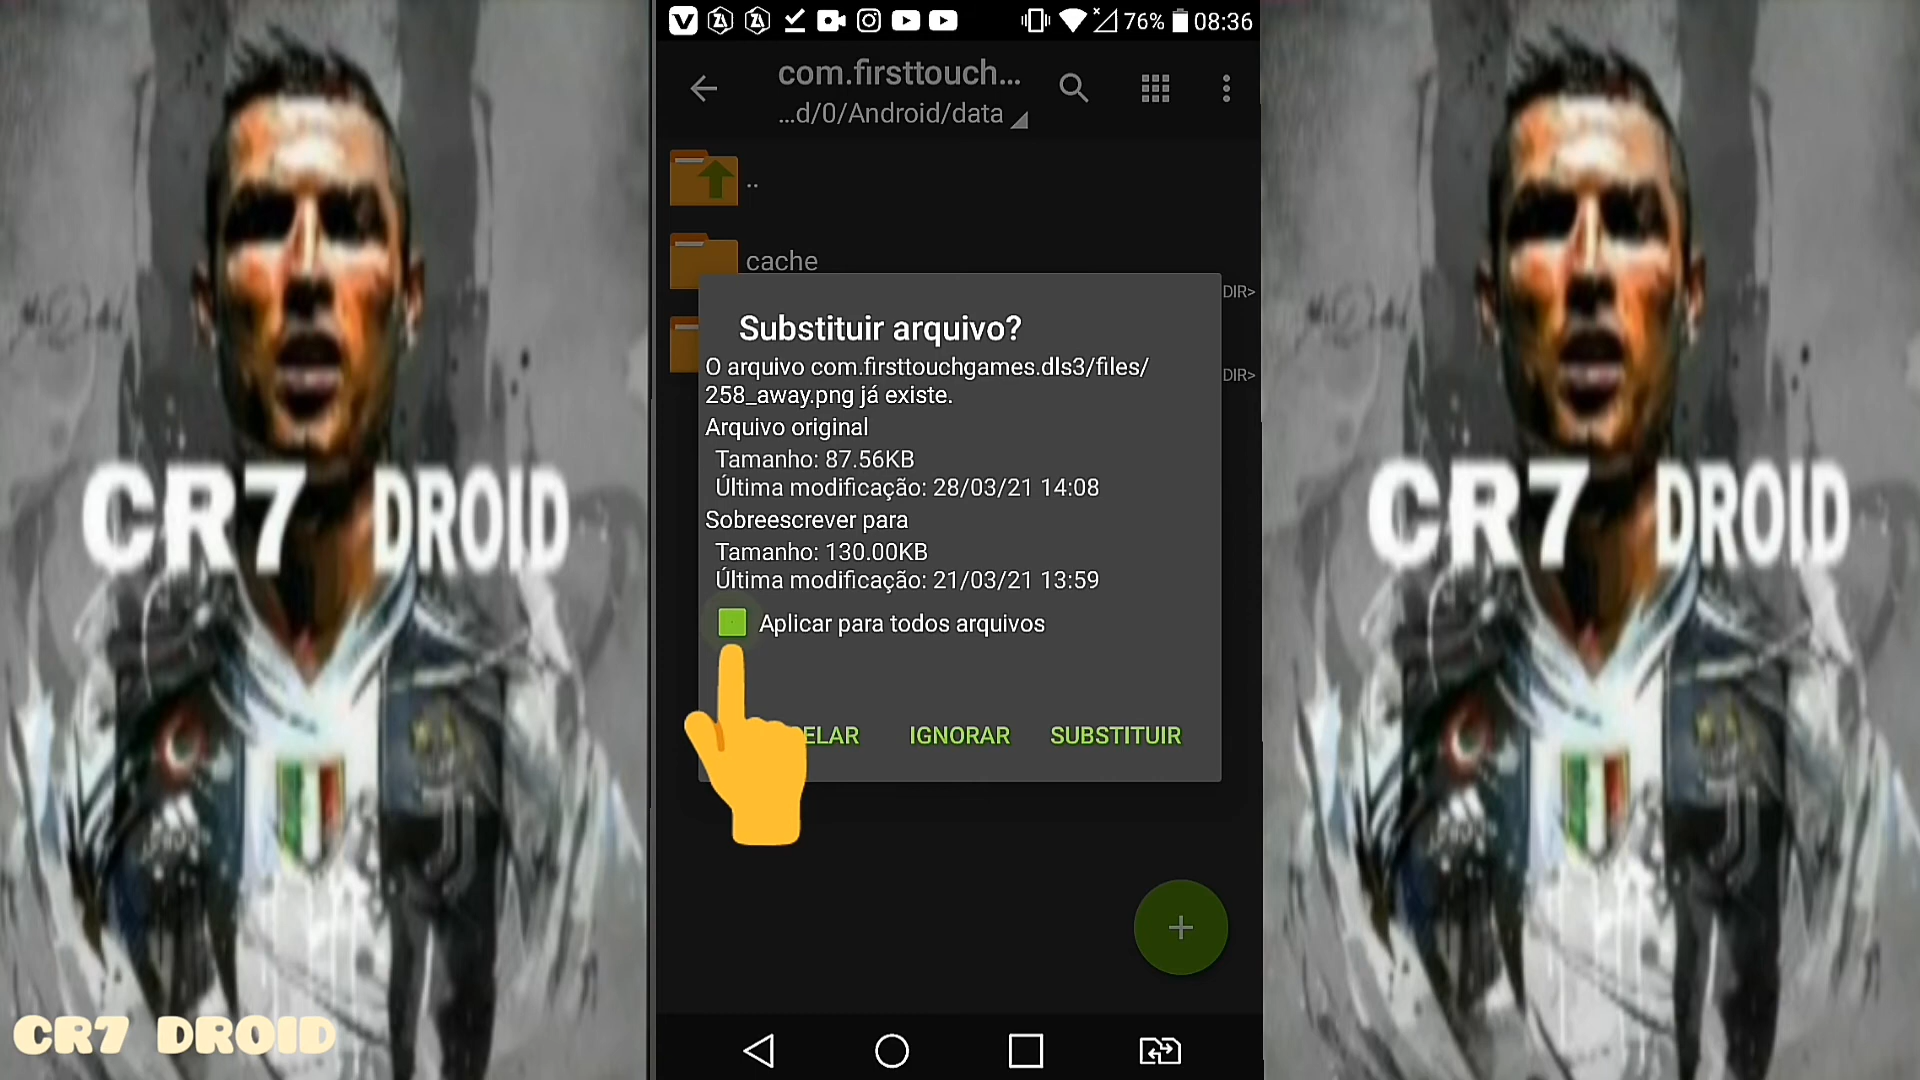 76% 08:36
com.firsttouch...
...d/0/Android/data
..
cache
DIR>
DIR>
Substituir arquivo?
O arquivo com.firsttouchgames.dls3/files/
258_away.png já existe.
Arquivo original
Tamanho: 87.56KB
Última modificação: 28/03/21 14:08
Sobreescrever para
Tamanho: 130.00KB
Última modificação: 21/03/21 13:59
Aplicar para todos arquivos
ELAR IGNORAR SUBSTITUIR
CR7 DROID
CR7 DROID
CR7 DROID